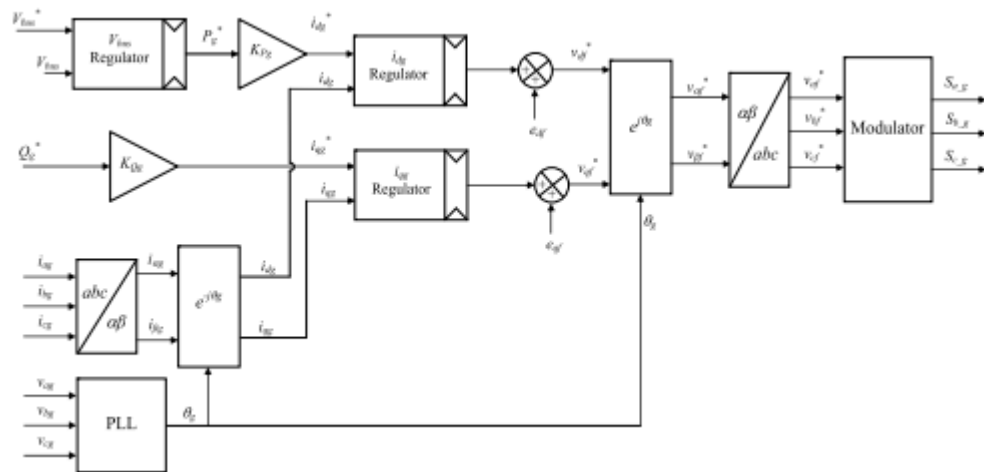 V_bus*
V_bus
V_bus
Regulator
P_g*
K_Pg
i_dg*
i_dg
i_dg
Regulator
v_df*
e_df
Q_g*
K_Qg
i_qg*
i_qg
i_qg
Regulator
v_qf*
e_qf
e^jθg
θ_g
v_αf*
v_βf*
αβ
abc
v_af*
v_bf*
v_cf*
Modulator
S_a_g
S_b_g
S_c_g
i_ag
i_bg
i_cg
abc
αβ
i_αg
i_βg
e^-jθg
i_dg
i_qg
v_ag
v_bg
v_cg
PLL
θ_g